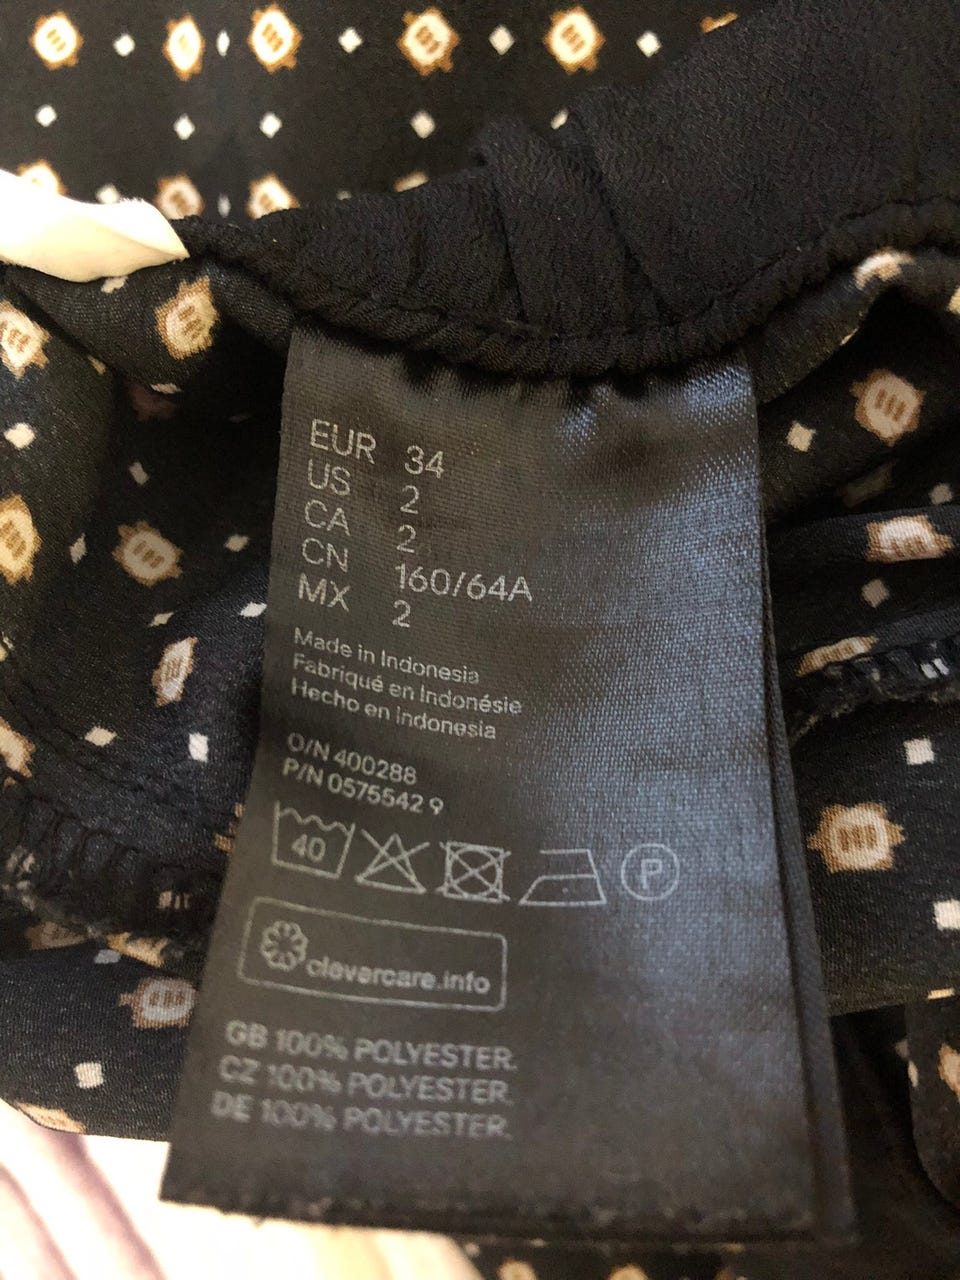 EUR 34
US 2
CA 2
CN 160/64A
MX 2
Made in Indonesia
Fabriqué en Indonésie
Hecho en Indonesia
O/N 400288
P/N 0575542 9
40
P
clevercare.info
GB 100% POLYESTER.
CZ 100% POLYESTER.
DE 100% POLYESTER.